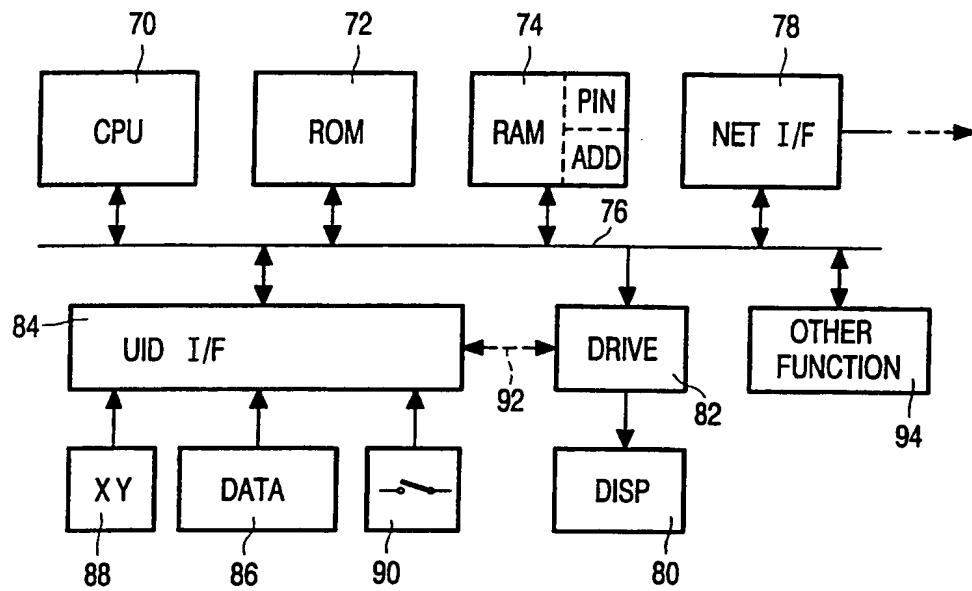 70
72
74
78
CPU
ROM
RAM
PIN
ADD
NET I/F
76
84
UID I/F
92
DRIVE
82
OTHER
FUNCTION
94
XY
DATA
DISP
88
86
90
80